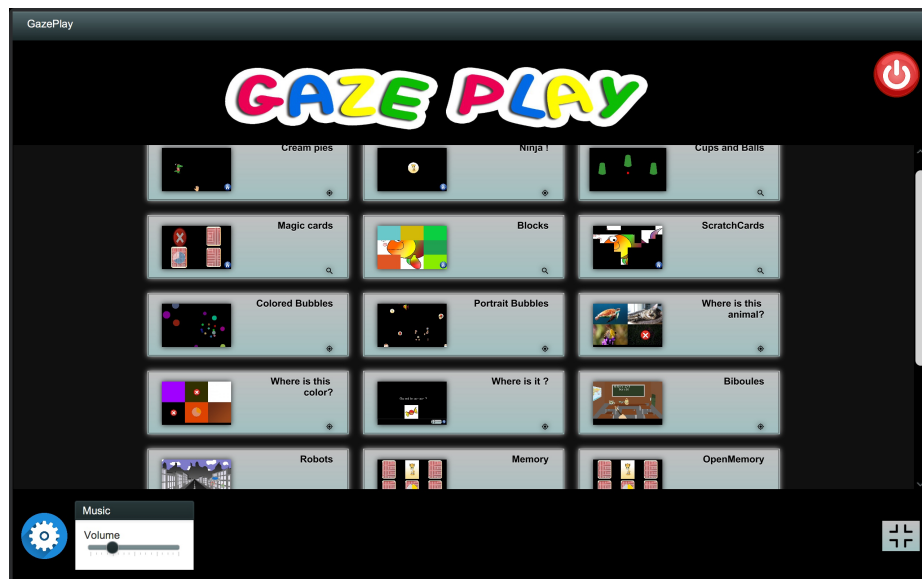 GazePlay
GAZE PLAY
Cream pies
Ninja !
Cups and Balls
Magic cards
Blocks
ScratchCards
Colored Bubbles
Portrait Bubbles
Where is this
animal?
Where is this
color?
Where is it ?
Biboules
Robots
Memory
OpenMemory
Music
Volume